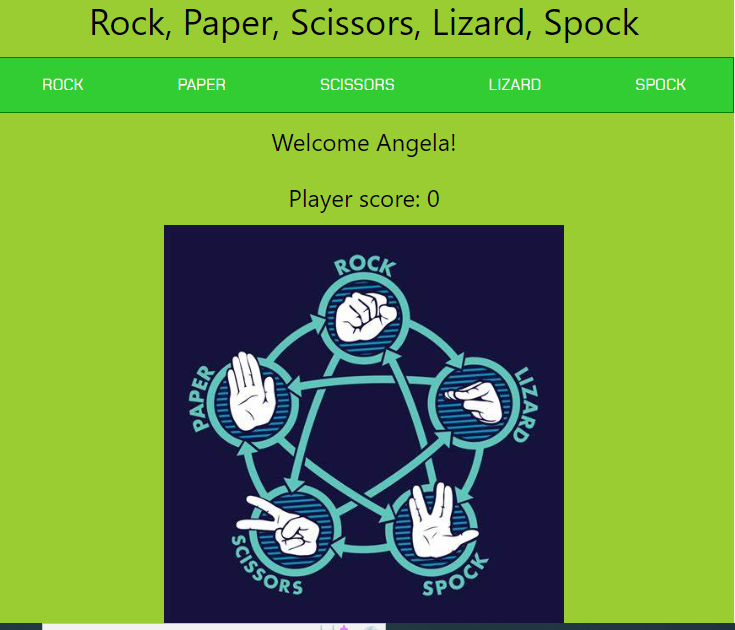 Rock, Paper, Scissors, Lizard, Spock
ROCK PAPER SCISSORS LIZARD SPOCK
Welcome Angela!
Player score: 0
ROCK
PAPER
LIZARD
SCISSORS
SPOCK